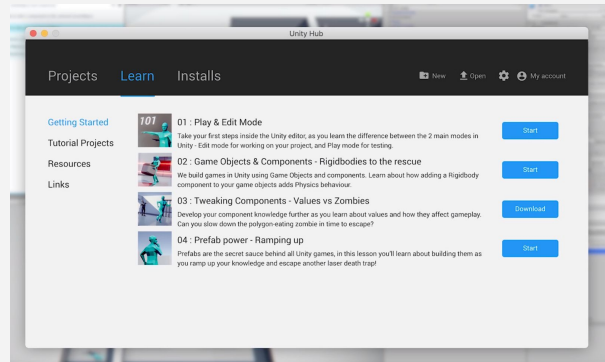 Unity Hub
Projects
Learn
Installs
New
Open
My account
Getting Started
Tutorial Projects
Resources
Links
101
01 : Play & Edit Mode
Take your first steps inside the Unity editor, as you learn the difference between the 2 main modes in
Unity - Edit mode for working on your project, and Play mode for testing.
Start
02 : Game Objects & Components - Rigidbodies to the rescue
We build games in Unity using Game Objects and components. Learn about how adding a Rigidbody
component to your game objects adds Physics behaviour.
Start
03 : Tweaking Components - Values vs Zombies
Develop your component knowledge further as you learn about values and how they affect gameplay.
Can you slow down the polygon-eating zombie in time to escape?
Download
04 : Prefab power - Ramping up
Prefabs are the secret sauce behind all Unity games, in this lesson you'll learn about building them as
you ramp up your knowledge and escape another laser death trap!
Start